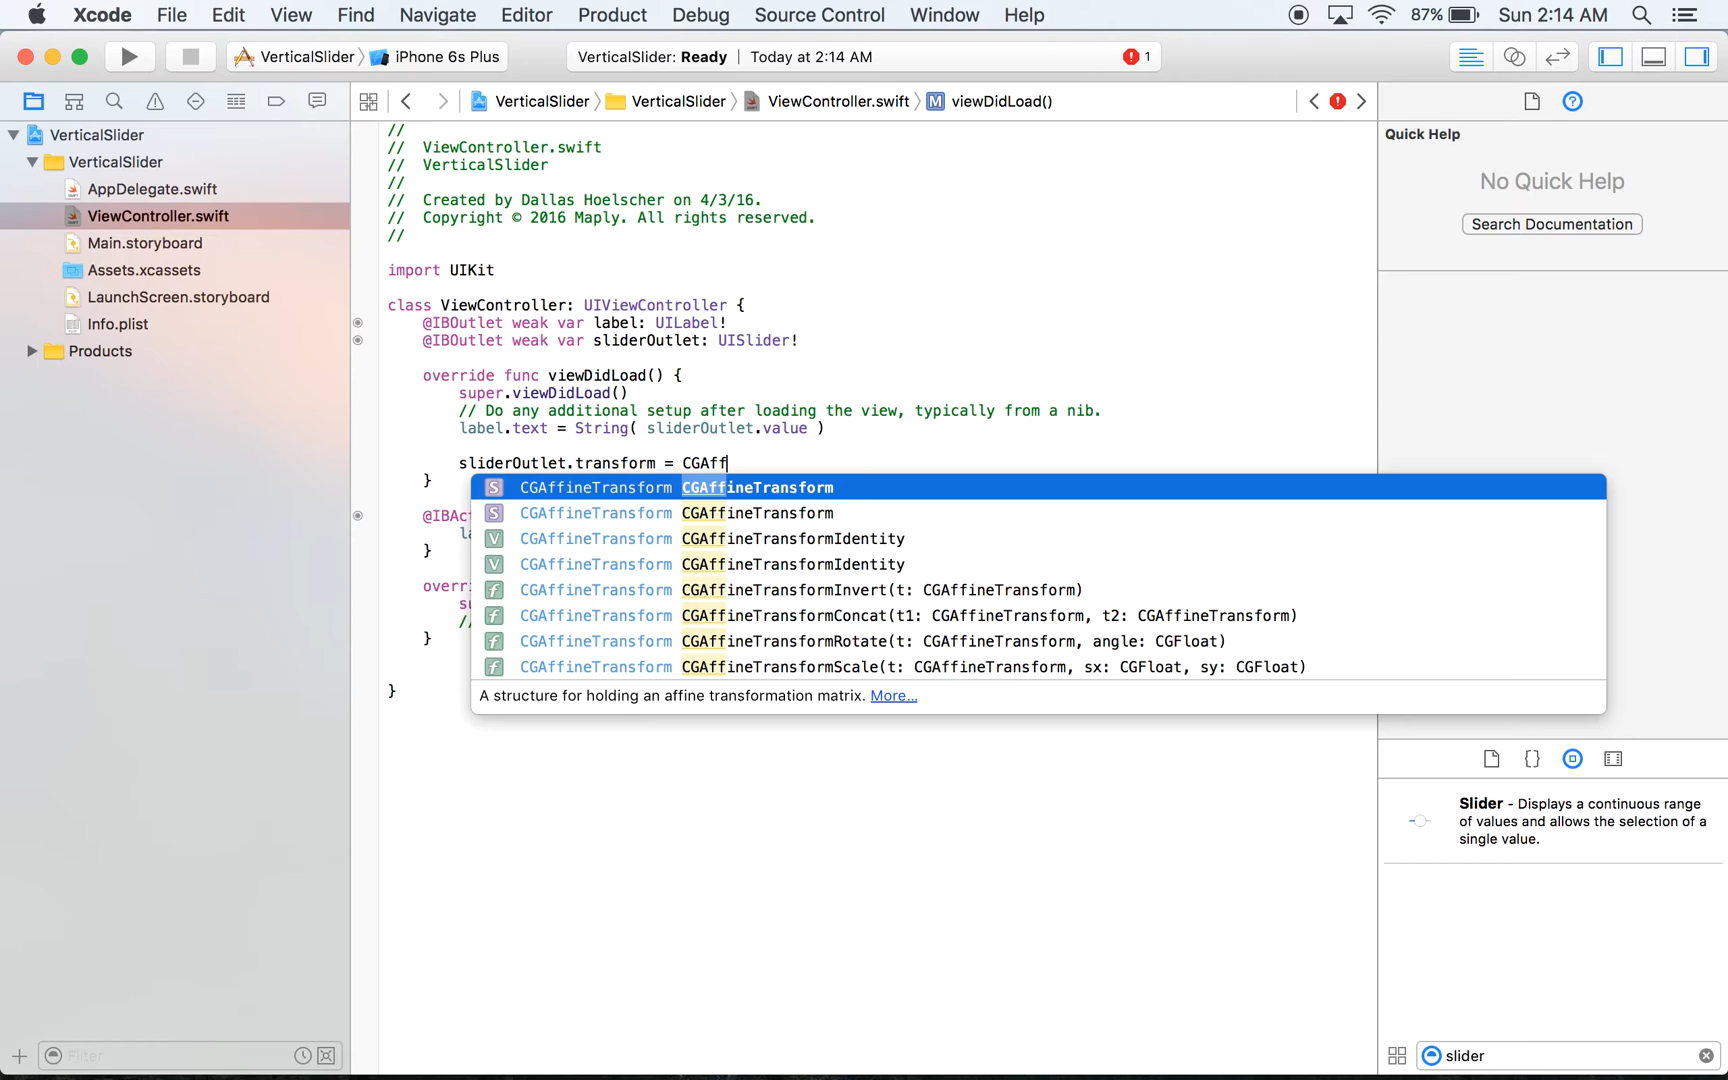 Xcode File Edit View Find Navigate Editor Product Debug Source Control Window Help 87% Sun 2:14 AM
VerticalSlider iPhone 6s Plus VerticalSlider: Ready Today at 2:14 AM 1
VerticalSlider VerticalSlider ViewController.swift M viewDidLoad()
VerticalSlider
VerticalSlider
AppDelegate.swift
ViewController.swift
Main.storyboard
Assets.xcassets
LaunchScreen.storyboard
Info.plist
Products
Filter
//
// ViewController.swift
// VerticalSlider
//
// Created by Dallas Hoelscher on 4/3/16.
// Copyright © 2016 Maply. All rights reserved.
//
import UIKit
class ViewController: UIViewController {
@IBOutlet weak var label: UILabel!
@IBOutlet weak var sliderOutlet: UISlider!
override func viewDidLoad() {
super.viewDidLoad()
// Do any additional setup after loading the view, typically from a nib.
label.text = String( sliderOutlet.value )
sliderOutlet.transform = CGAff
}
S CGAffineTransform CGAffineTransform
S CGAffineTransform CGAffineTransform
V CGAffineTransform CGAffineTransformIdentity
V CGAffineTransform CGAffineTransformIdentity
f CGAffineTransform CGAffineTransformInvert(t: CGAffineTransform)
f CGAffineTransform CGAffineTransformConcat(t1: CGAffineTransform, t2: CGAffineTransform)
f CGAffineTransform CGAffineTransformRotate(t: CGAffineTransform, angle: CGFloat)
f CGAffineTransform CGAffineTransformScale(t: CGAffineTransform, sx: CGFloat, sy: CGFloat)
A structure for holding an affine transformation matrix. More...
@IBAc
}
overri
//
}
}
Quick Help
No Quick Help
Search Documentation
Slider - Displays a continuous range
of values and allows the selection of a
single value.
slider